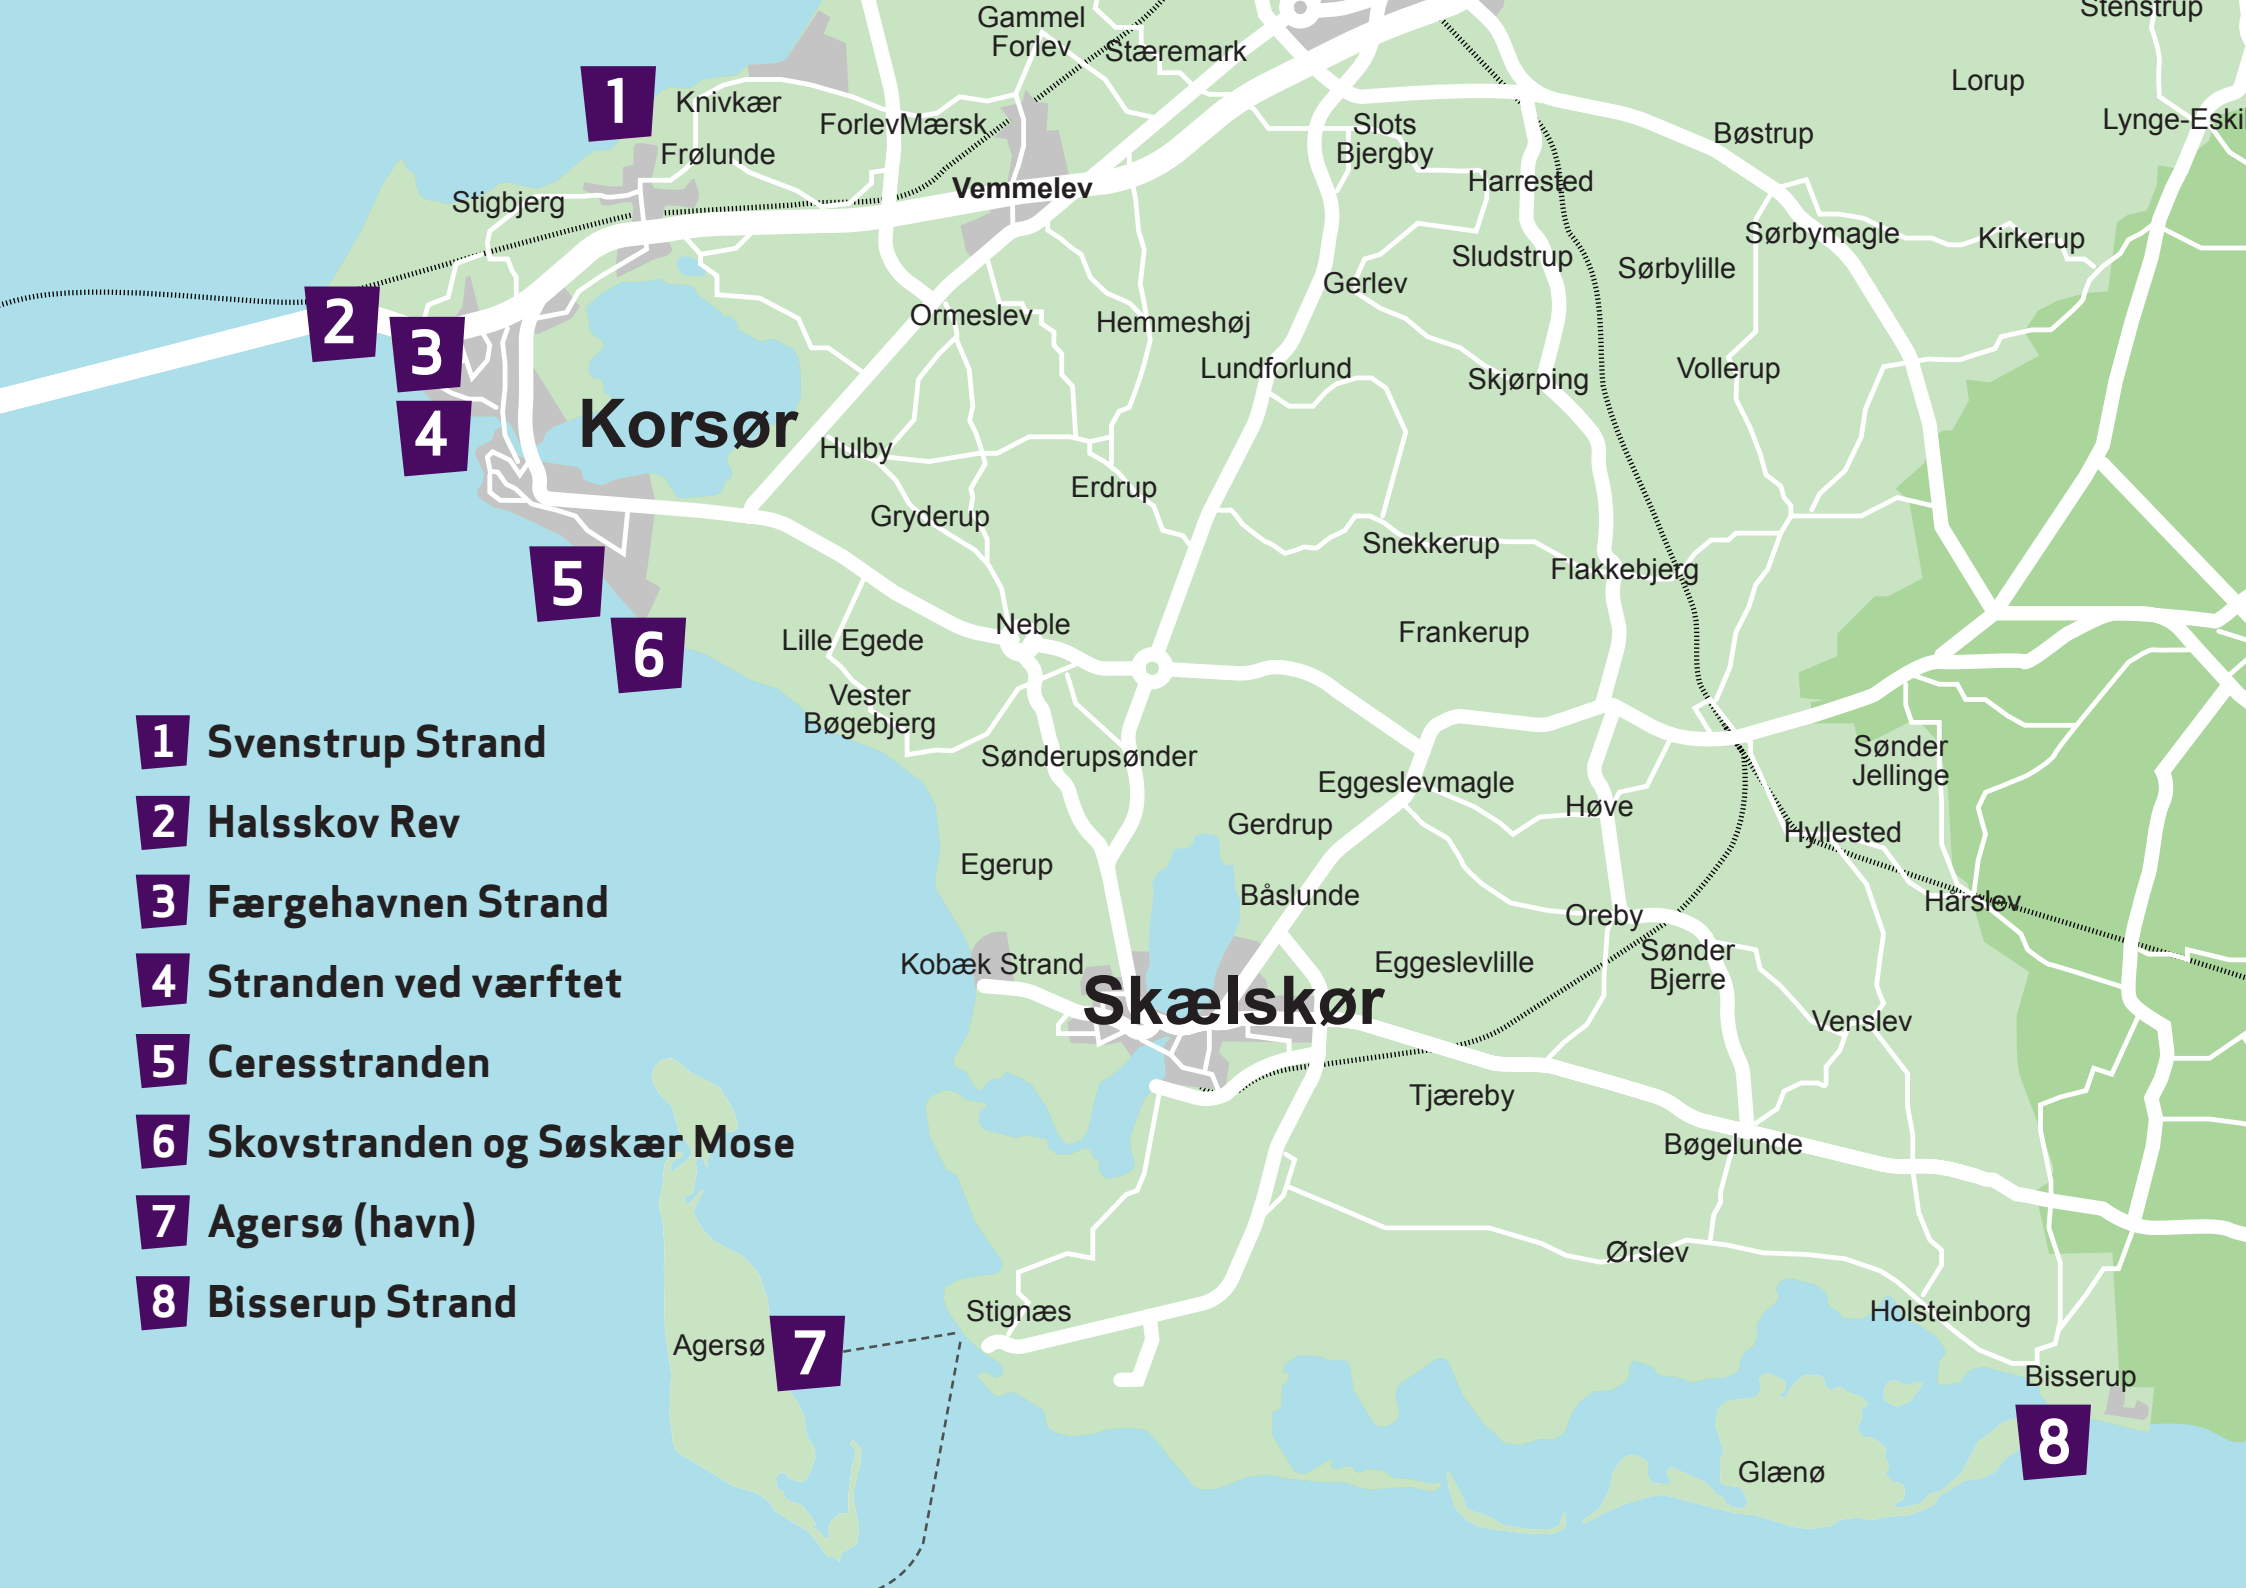 Gammel
Forlev
Stæremark
Stenstrup
Lorup
Lynge-Eskil
1
Knivkær
ForlevMærsk
Slots
Bjergby
Bøstrup
Frølunde
Stigbjerg
Vemmelev
Harrested
Sørbymagle
Kirkerup
Sludstrup
Sørbylille
Gerlev
2
3
Ormeslev
Hemmeshøj
Lundforlund
Skjørping
Vollerup
4
Korsør
Hulby
Erdrup
Gryderup
Snekkerup
Flakkebjerg
5
6
Lille Egede
Neble
Frankerup
Vester
Bøgebjerg
Sønderupsønder
Sønder
Jellinge
Eggeslevmagle
Høve
Gerdrup
Hyllested
Egerup
Båslunde
Hårslev
Oreby
Kobæk Strand
Eggeslevlille
Sønder
Bjerre
Skælskør
Venslev
Tjæreby
Bøgelunde
Ørslev
Stignæs
Holsteinborg
Agersø
7
Bisserup
8
Glænø
1 Svenstrup Strand
2 Halsskov Rev
3 Færgehavnen Strand
4 Stranden ved værftet
5 Ceresstranden
6 Skovstranden og Søskær Mose
7 Agersø (havn)
8 Bisserup Strand